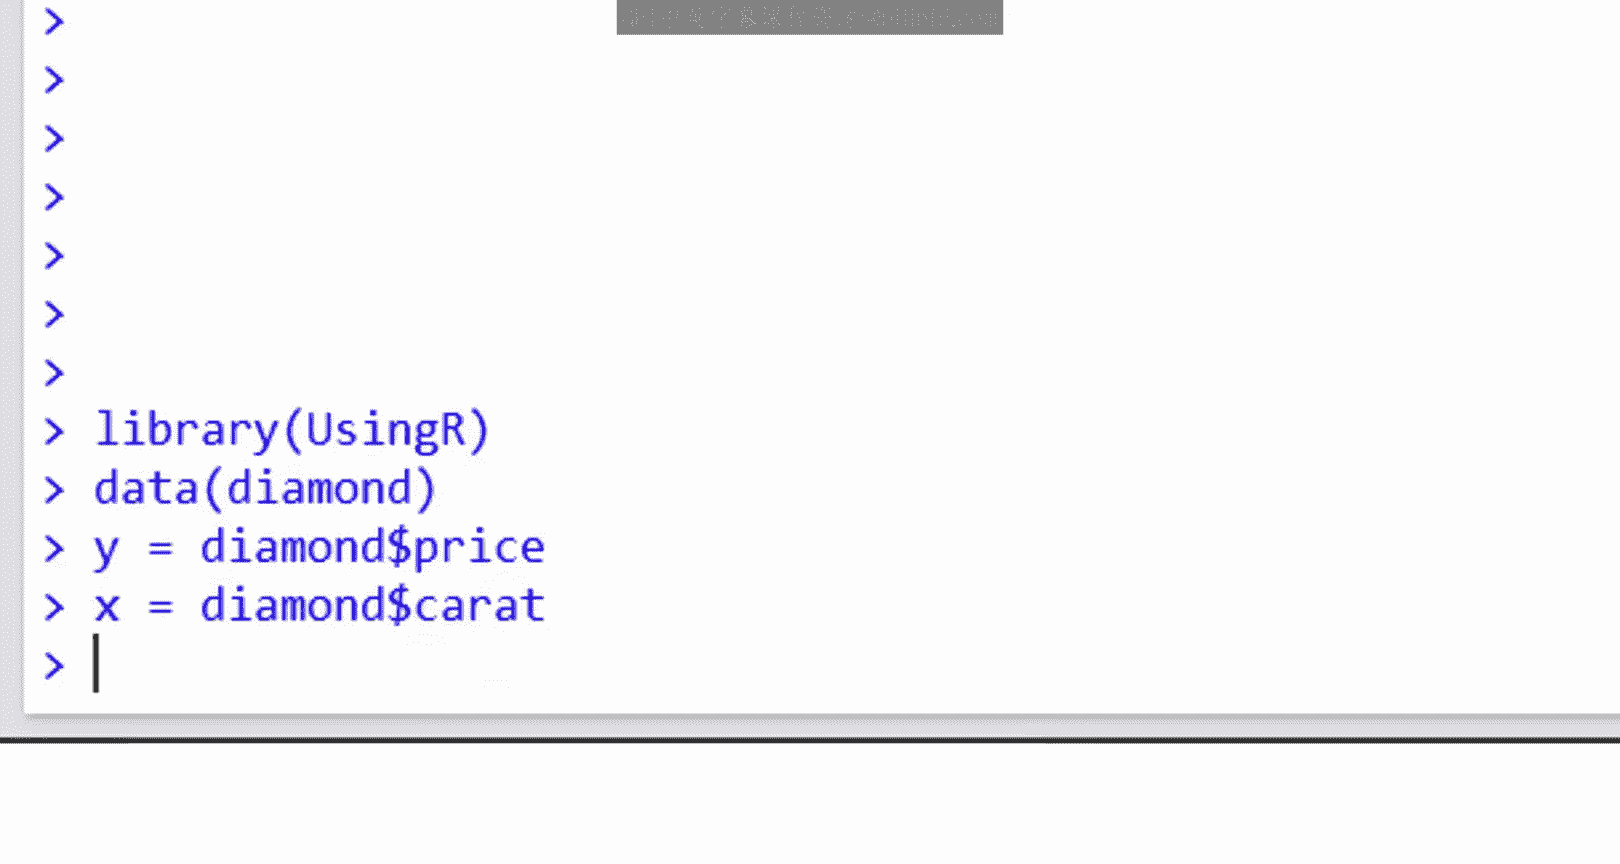 >
>
>
>
>
>
>
> library(UsingR)
> data(diamond)
> y = diamond$price
> x = diamond$carat
>